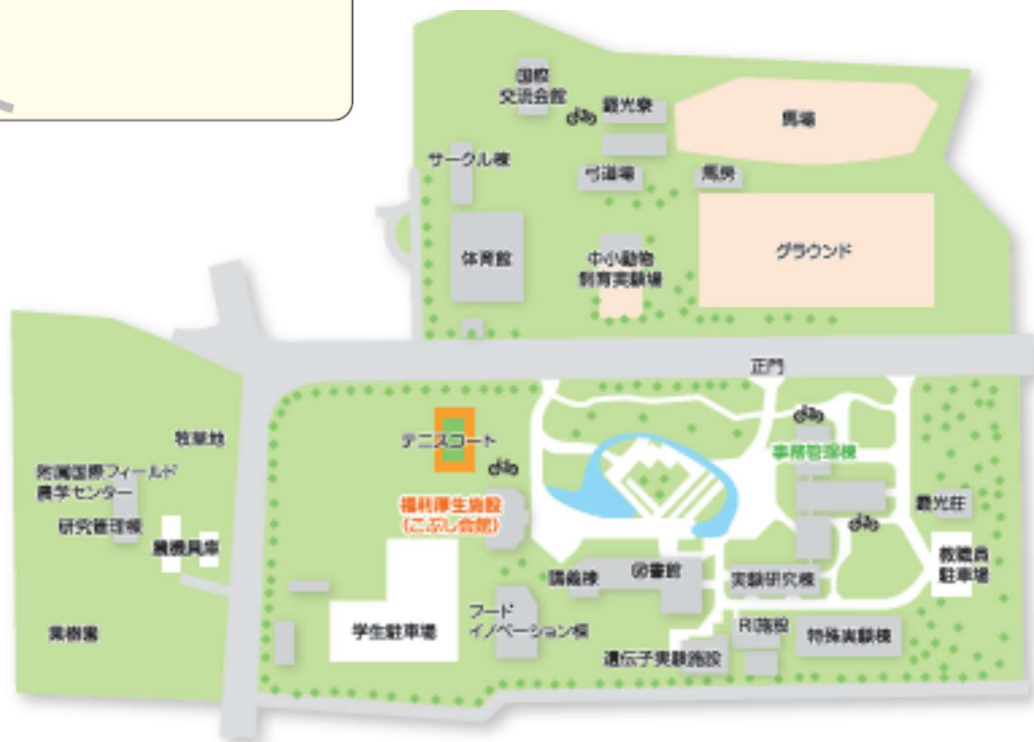 国際
交流会館
霞光寮
馬場
サークル棟
弓道場
馬房
体育館
中小動物
飼育実験場
グラウンド
正門
牧草地
テニスコート
事務管理棟
附属国際フィールド
農学センター
福利厚生施設
(こぶし会館)
霞光荘
研究管理棟
農機具庫
講義棟
図書館
実験研究棟
教職員
駐車場
果樹園
学生駐車場
フード
イノベーション棟
RI施設
特殊実験棟
遺伝子実験施設